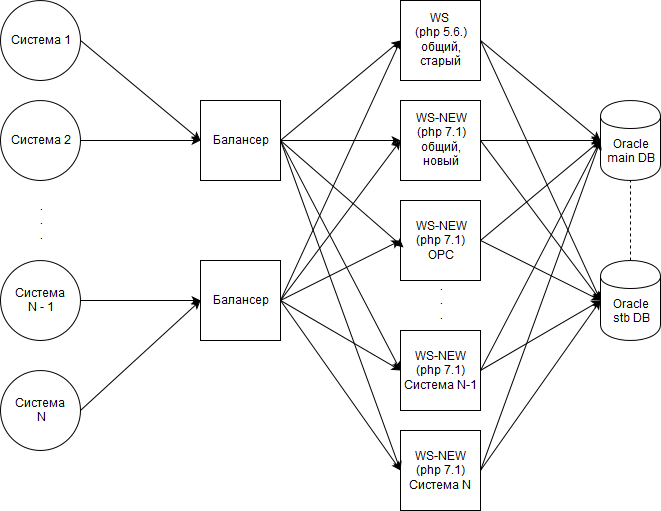 Система 1
Система 2
.
.
.
Система
N - 1
Система
N
Балансер
Балансер
WS
(php 5.6.)
общий,
старый
WS-NEW
(php 7.1)
общий,
новый
WS-NEW
(php 7.1)
ОРС
.
.
.
WS-NEW
(php 7.1)
Система N-1
WS-NEW
(php 7.1)
Система N
Oracle
main DB
Oracle
stb DB